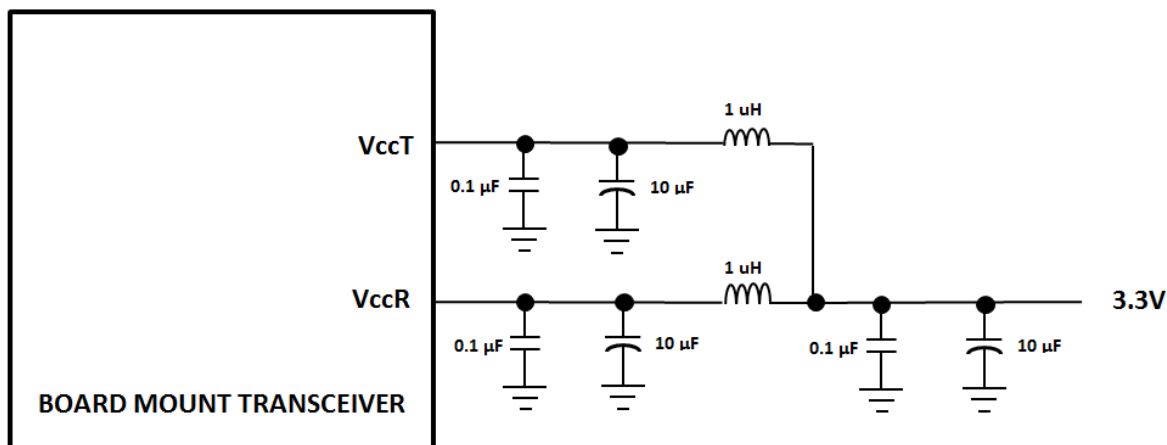 1 uH
VccT
0.1 µF
10 µF
1 uH
VccR
3.3V
0.1 µF
10 µF
0.1 µF
10 µF
BOARD MOUNT TRANSCEIVER